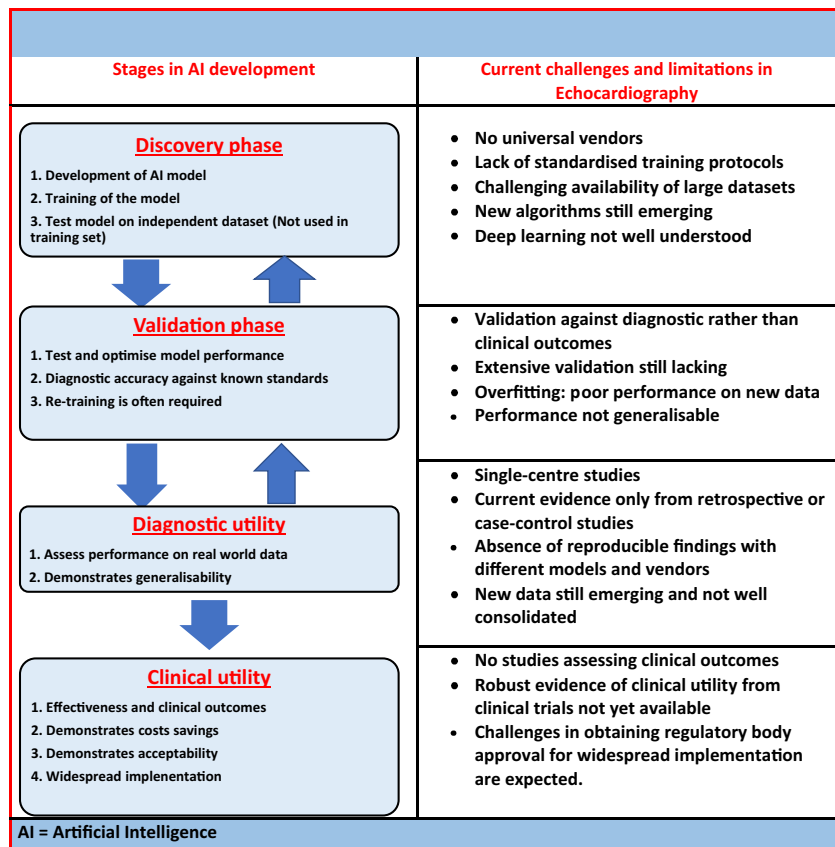 Stages in AI development
Current challenges and limitations in
Echocardiography
Discovery phase
1. Development of AI model
2. Training of the model
3. Test model on independent dataset (Not used in
training set)
• No universal vendors
• Lack of standardised training protocols
• Challenging availability of large datasets
• New algorithms still emerging
• Deep learning not well understood
Validation phase
1. Test and optimise model performance
2. Diagnostic accuracy against known standards
3. Re-training is often required
• Validation against diagnostic rather than
clinical outcomes
• Extensive validation still lacking
• Overfitting: poor performance on new data
• Performance not generalisable
Diagnostic utility
1. Assess performance on real world data
2. Demonstrates generalisability
• Single-centre studies
• Current evidence only from retrospective or
case-control studies
• Absence of reproducible findings with
different models and vendors
• New data still emerging and not well
consolidated
Clinical utility
1. Effectiveness and clinical outcomes
2. Demonstrates costs savings
3. Demonstrates acceptability
4. Widespread implenentation
• No studies assessing clinical outcomes
• Robust evidence of clinical utility from
clinical trials not yet available
• Challenges in obtaining regulatory body
approval for widespread implementation
are expected.
AI = Artificial Intelligence